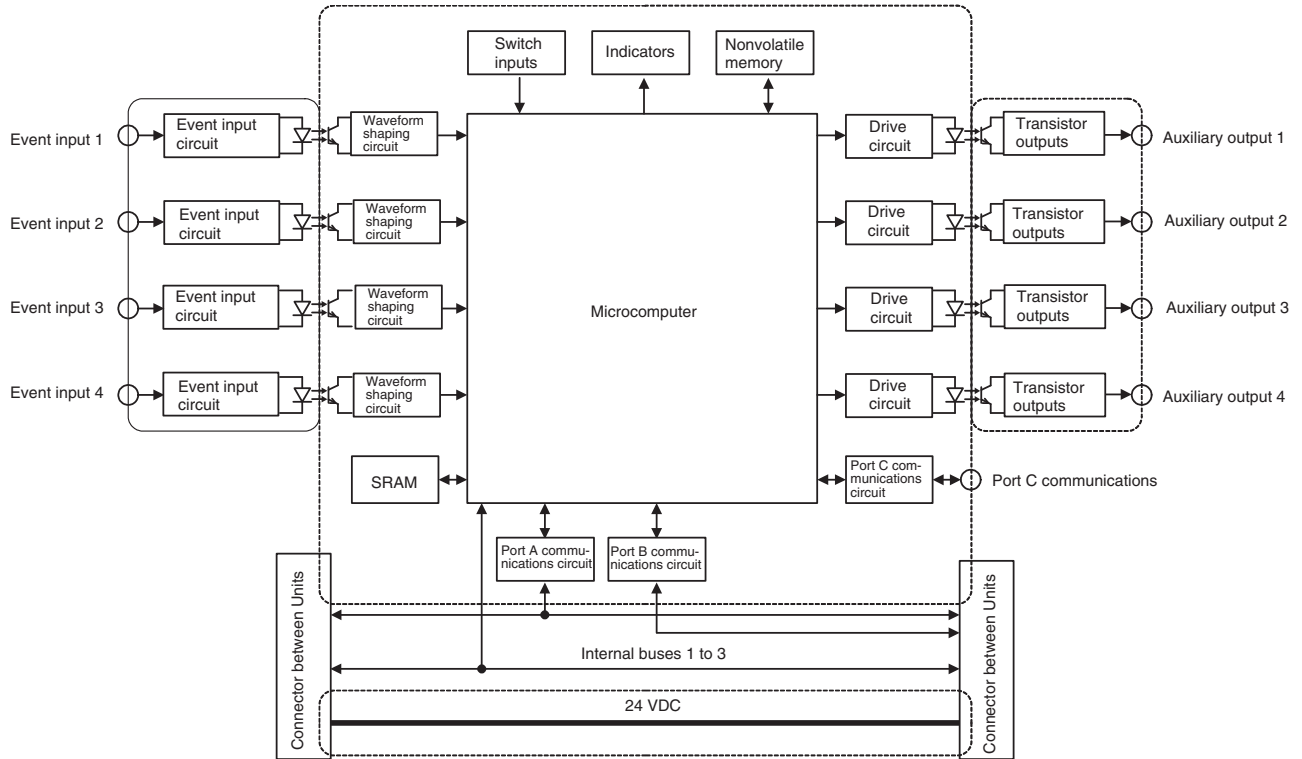 Switch
inputs
Indicators
Nonvolatile
memory
Event input 1
Event input
circuit
Waveform
shaping
circuit
Drive
circuit
Transistor
outputs
Auxiliary output 1
Event input 2
Event input
circuit
Waveform
shaping
circuit
Drive
circuit
Transistor
outputs
Auxiliary output 2
Event input 3
Event input
circuit
Waveform
shaping
circuit
Microcomputer
Drive
circuit
Transistor
outputs
Auxiliary output 3
Event input 4
Event input
circuit
Waveform
shaping
circuit
Drive
circuit
Transistor
outputs
Auxiliary output 4
SRAM
Port C com-
munications
circuit
Port C communications
Port A commu-
nications circuit
Port B commu-
nications circuit
Connector between Units
Internal buses 1 to 3
24 VDC
Connector between Units